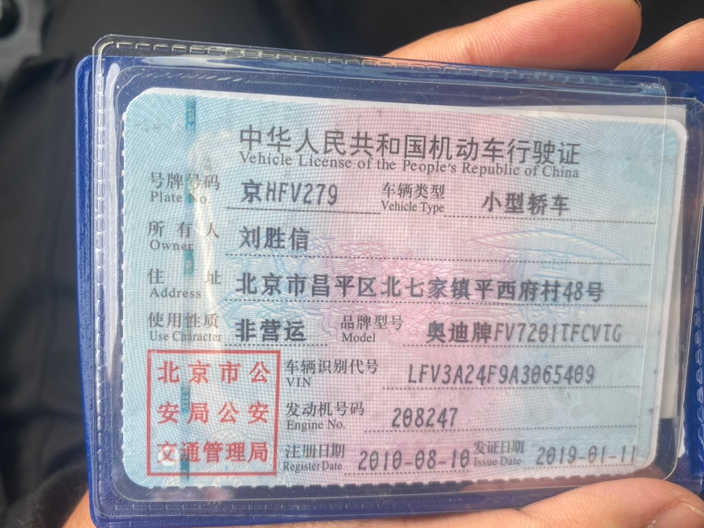 中华人民共和国机动车行驶证
Vehicle License of the People's Republic of China
号牌号码 京HFV279 车辆类型 小型轿车
Plate No. Vehicle Type
所有人 刘胜信
Owner
住址 北京市昌平区北七家镇平西府村48号
Address
使用性质 非营运 品牌型号 奥迪牌FV7201TFCVTG
Use Character Model
北京市公 车辆识别代号 LFV3A24F9A3065409
VIN
安局公安 发动机号码 208247
Engine No.
交通管理局 注册日期 2010-08-10 发证日期 2019-01-11
Register Date Issue Date